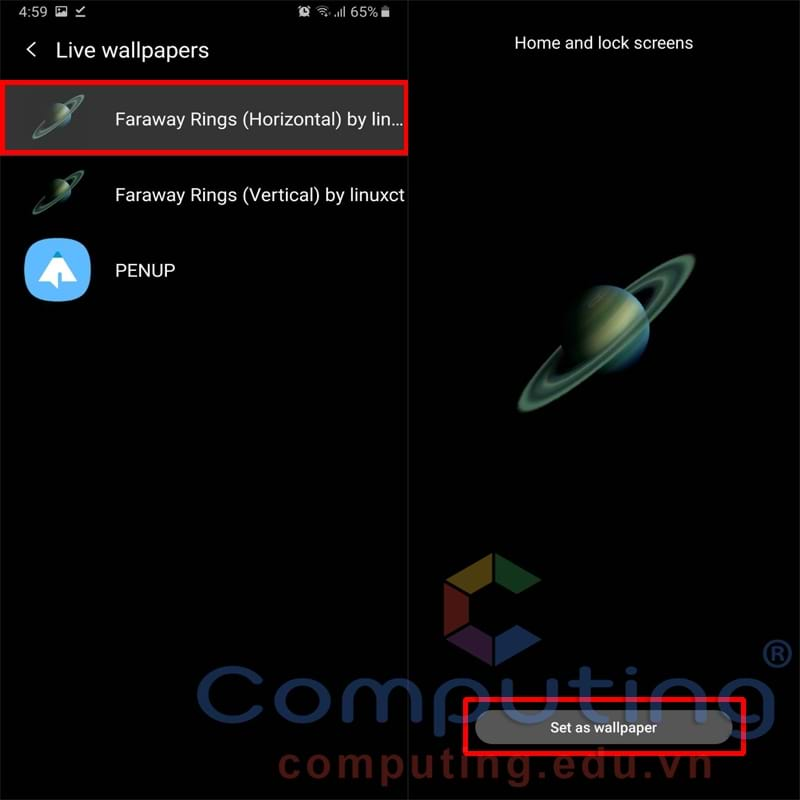 4:59
65%
Live wallpapers
Faraway Rings (Horizontal) by lin...
Faraway Rings (Vertical) by linuxct
PENUP
Home and lock screens
Computing®
Set as wallpaper
computing.edu.vn